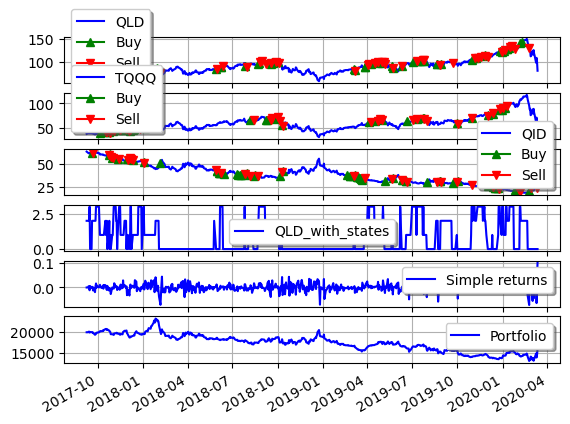 QLD
Buy
Sell
150
100
TQQQ
Buy
Sell
100
50
QID
Buy
Sell
50
25
QLD_with_states
2.5
0.0
Simple returns
0.1
0.0
Portfolio
20000
15000
2017-10
2018-01
2018-04
2018-07
2018-10
2019-01
2019-04
2019-07
2019-10
2020-01
2020-04